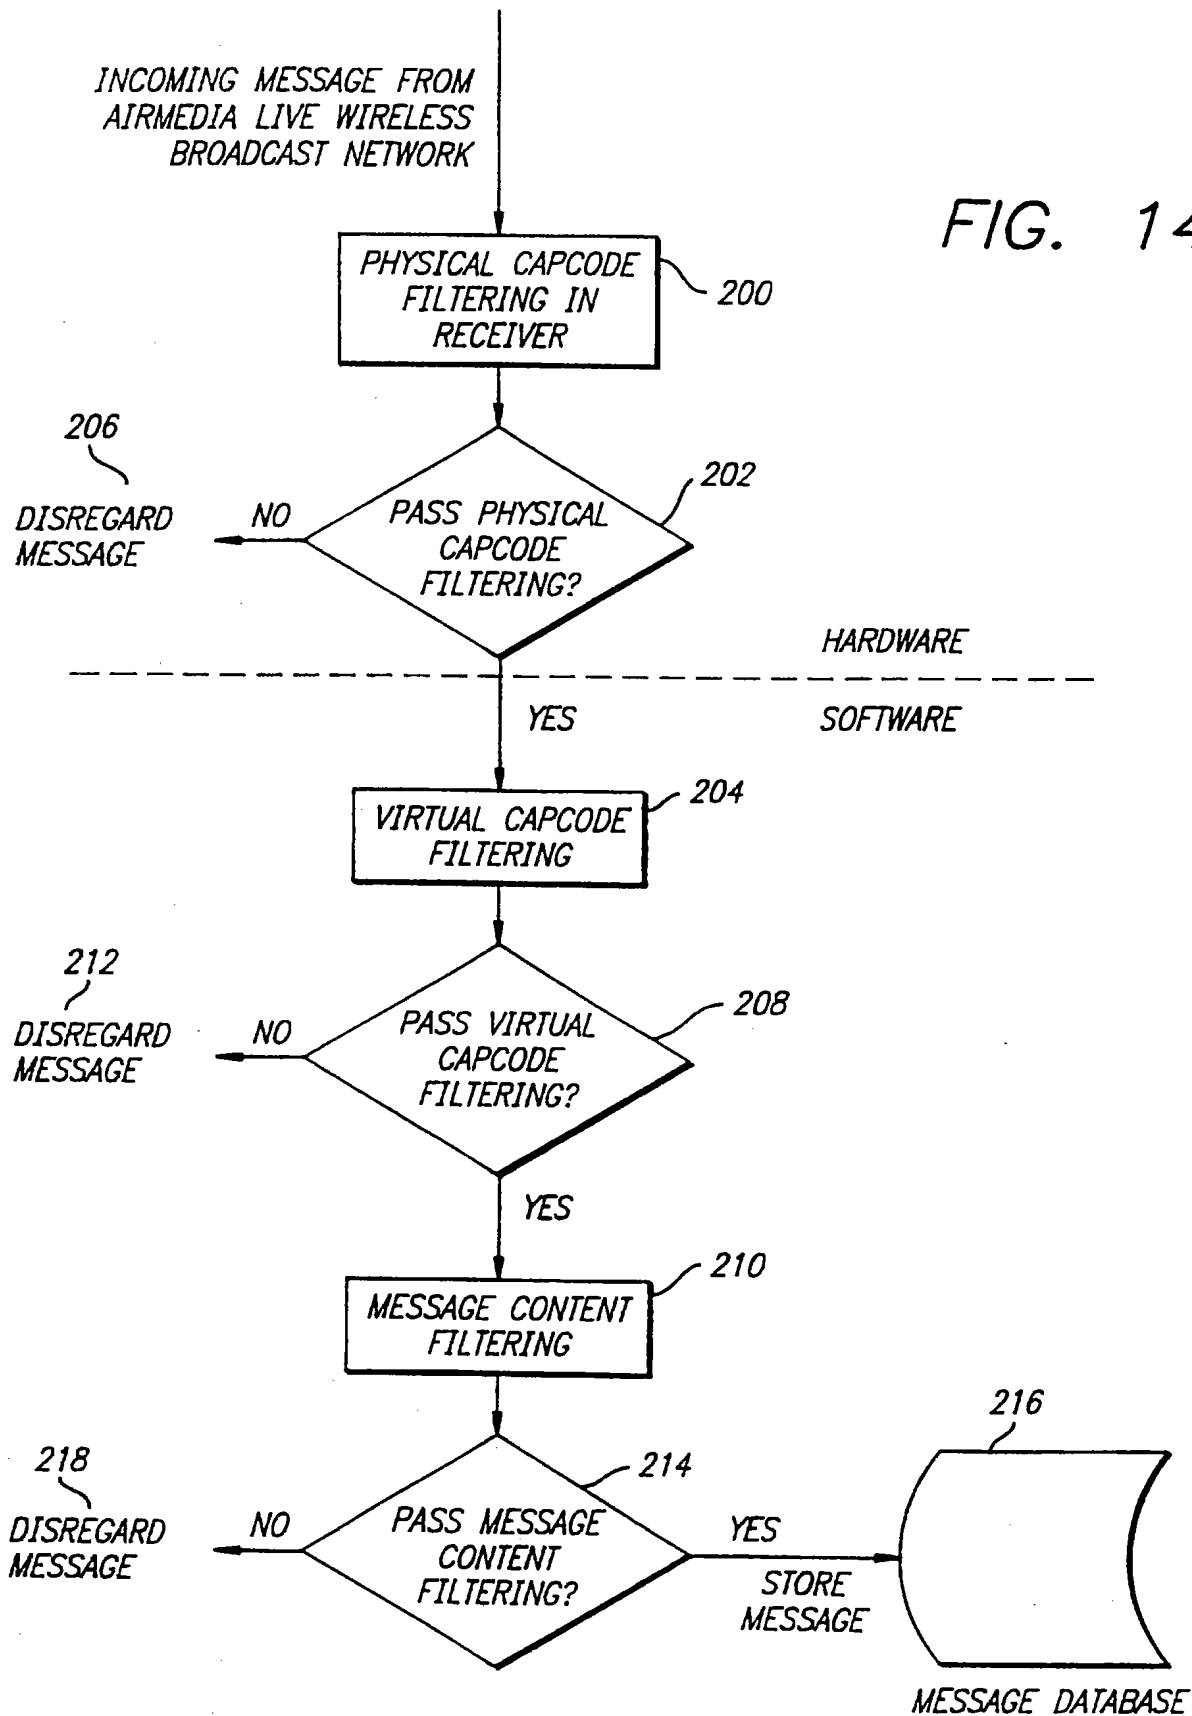 INCOMING MESSAGE FROM
AIRMEDIA LIVE WIRELESS
BROADCAST NETWORK
FIG. 14
PHYSICAL CAPCODE
FILTERING IN
RECEIVER
200
206
202
DISREGARD
MESSAGE
NO
PASS PHYSICAL
CAPCODE
FILTERING?
HARDWARE
YES
SOFTWARE
204
VIRTUAL CAPCODE
FILTERING
212
208
DISREGARD
MESSAGE
NO
PASS VIRTUAL
CAPCODE
FILTERING?
YES
210
MESSAGE CONTENT
FILTERING
216
218
214
DISREGARD
MESSAGE
NO
PASS MESSAGE
CONTENT
FILTERING?
YES
STORE
MESSAGE
MESSAGE DATABASE